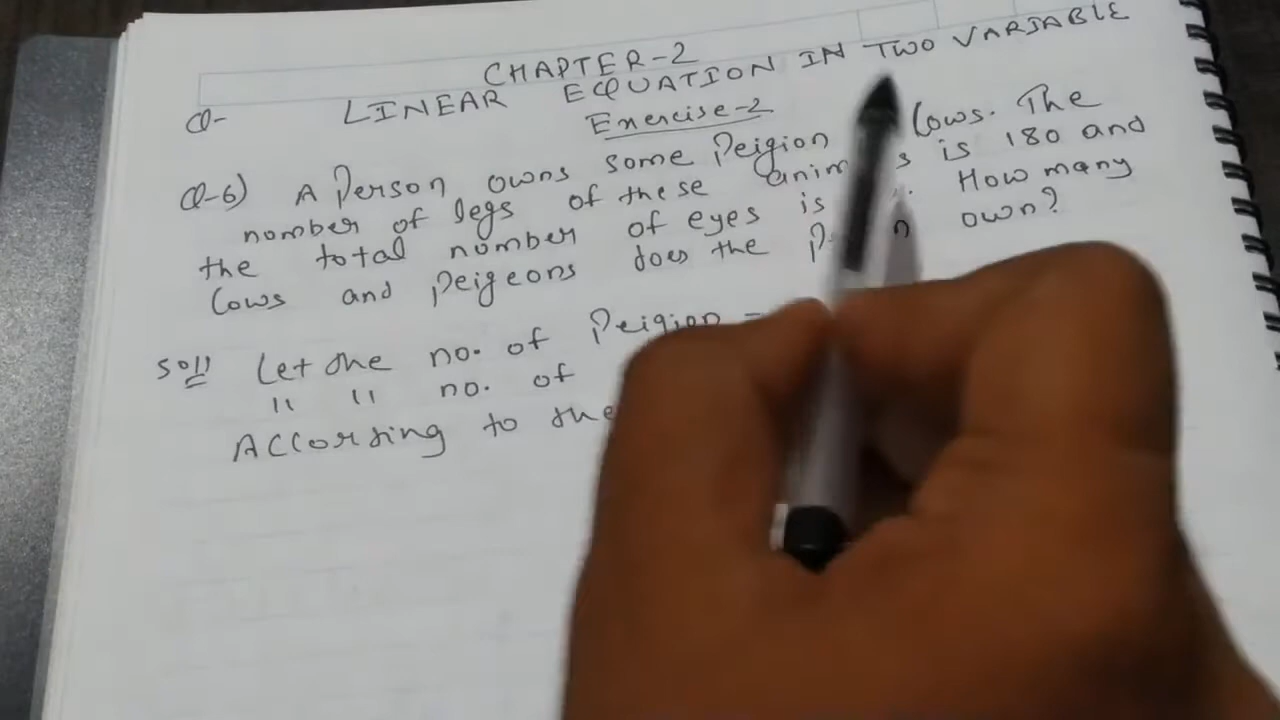 CHAPTER-2
Q- LINEAR EQUATION IN TWO VARIABLE
Exercise-2
Q-6) A Person owns some Peigion Cows. The
number of legs of these is 180 and
the total number of eyes is How many
Cows and Peigeons does the own?
Soll Let the no. of Peigion =
" " no. of
According to the